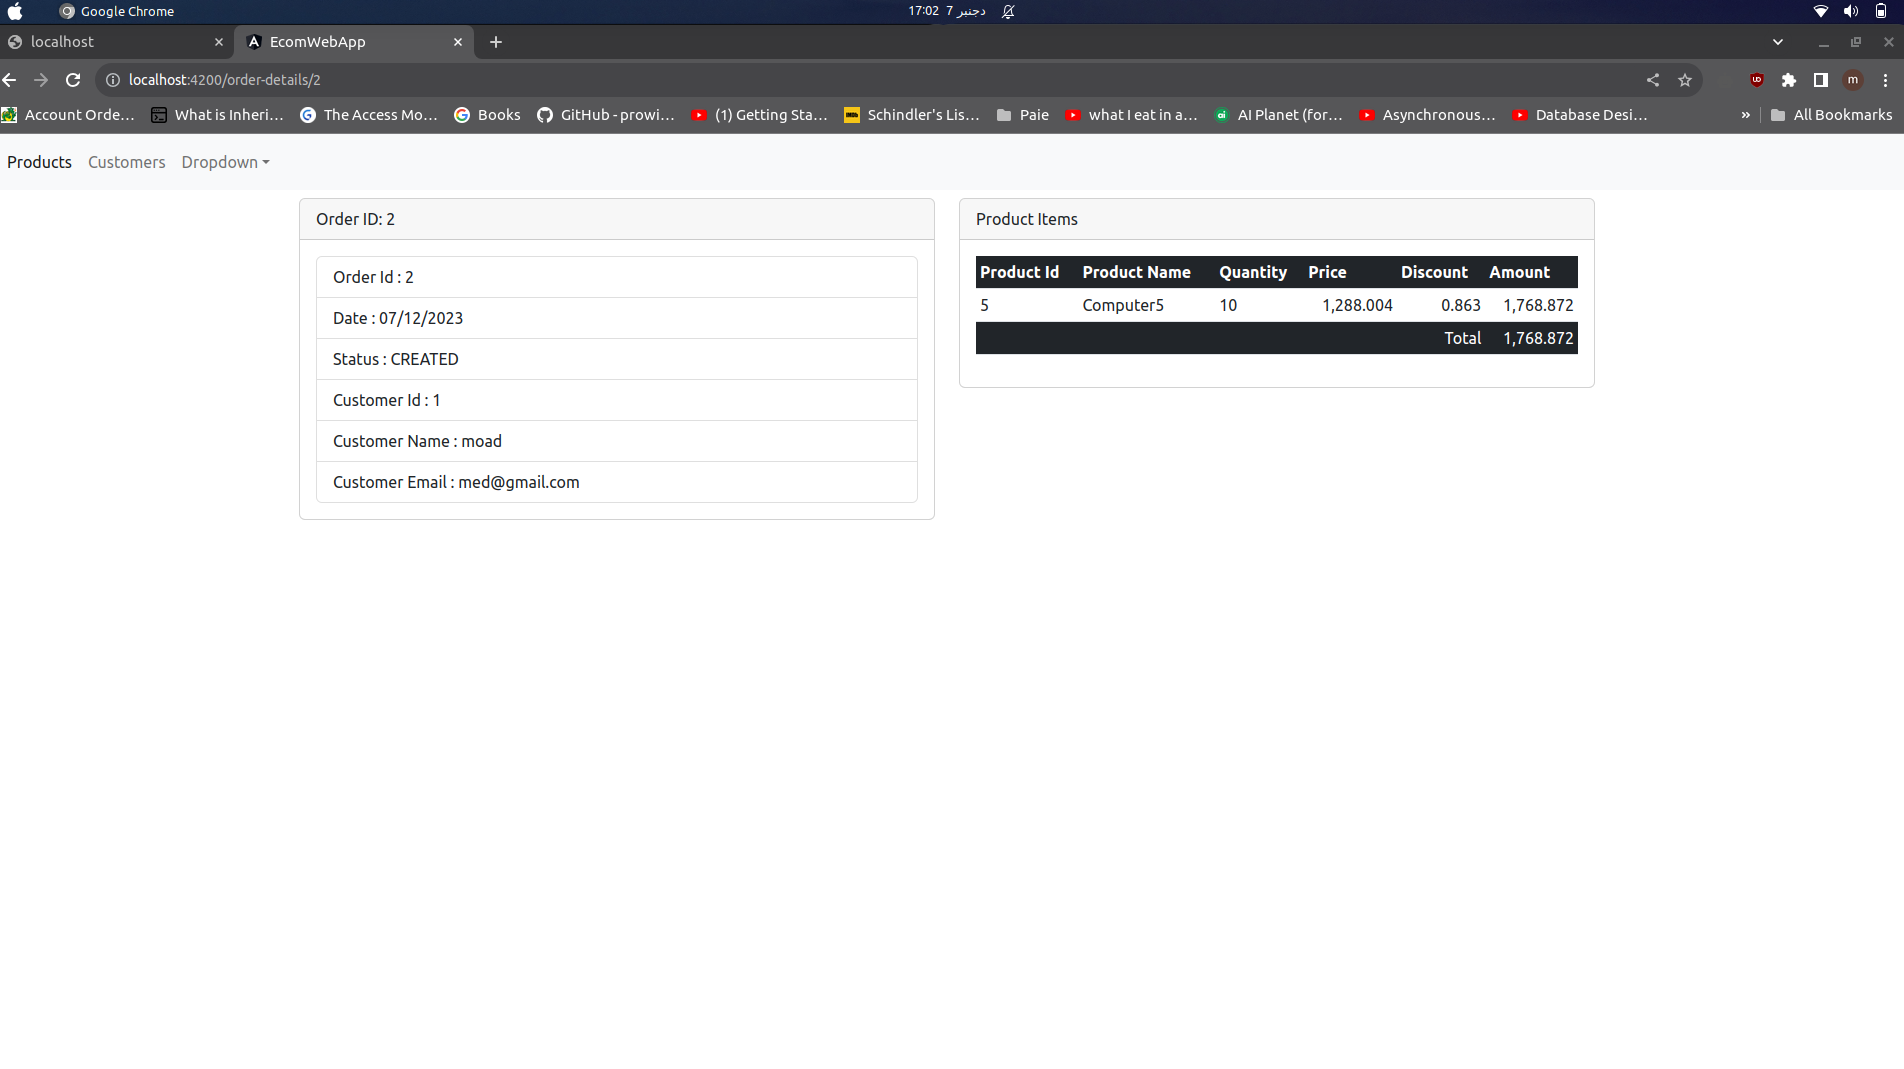 Google Chrome
17:02 7 دجنبر
localhost
EcomWebApp
localhost:4200/order-details/2
m
Account Orde... What is Inheri... The Access Mo... Books GitHub - prowi... (1) Getting Sta... Schindler's Lis... Paie what I eat in a... AI Planet (for... Asynchronous... Database Desi... » All Bookmarks
Products Customers Dropdown
Order ID: 2
Order Id : 2
Date : 07/12/2023
Status : CREATED
Customer Id : 1
Customer Name : moad
Customer Email : med@gmail.com
Product Items
Product Id Product Name Quantity Price Discount Amount
5 Computer5 10 1,288.004 0.863 1,768.872
Total 1,768.872